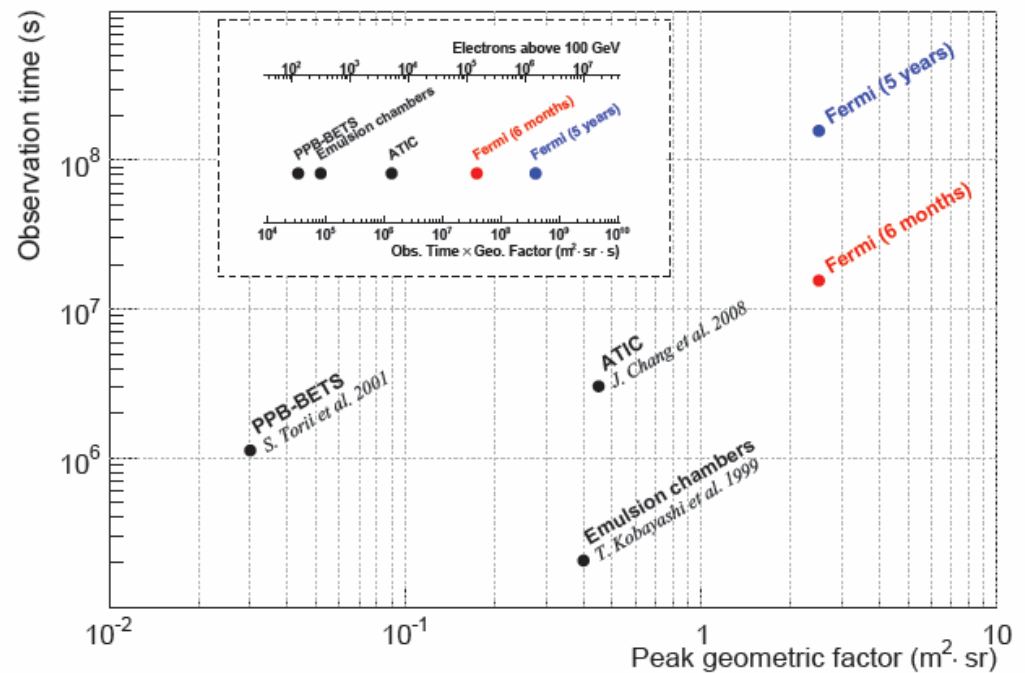 Observation time (s)
10⁸
10⁷
10⁶
Electrons above 100 GeV
10² 10³ 10⁴ 10⁵ 10⁶ 10⁷
PPB-BETS
Emulsion chambers
ATIC
Fermi (6 months)
Fermi (5 years)
10⁴ 10⁵ 10⁶ 10⁷ 10⁸ 10⁹ 10¹⁰
Obs. Time × Geo. Factor (m²· sr · s)
Fermi (5 years)
Fermi (6 months)
ATIC
J. Chang et al. 2008
PPB-BETS
S. Torii et al. 2001
Emulsion chambers
T. Kobayashi et al. 1999
10⁻² 10⁻¹ 1 10
Peak geometric factor (m²· sr)